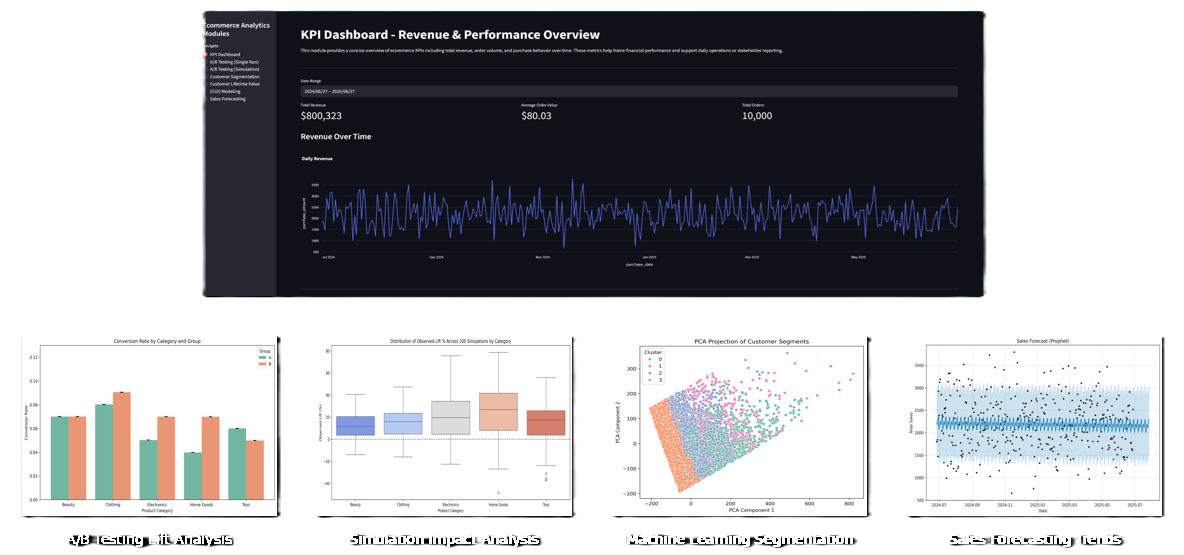 Ecommerce Analytics
Modules
Navigate
KPI Dashboard
A/B Testing (Single Run)
A/B Testing (Simulation)
Customer Segmentation
Customer Lifetime Value
(CLV) Modeling
Sales Forecasting
KPI Dashboard - Revenue & Performance Overview
This module provides a concise overview of ecommerce KPIs including total revenue, order volume, and purchase behavior over time. These metrics help frame financial performance and support daily operations or stakeholder reporting.
Date Range
2024/06/27 – 2025/06/27
Total Revenue
Average Order Value
Total Orders
$800,323
$80.03
10,000
Revenue Over Time
Daily Revenue
purchase_amount
3500
3000
2500
2000
1500
1000
500
Jul 2024
Sep 2024
Nov 2024
Jan 2025
Mar 2025
May 2025
purchase_date
Conversion Rate by Category and Group
Group
A
B
Conversion Rate
0.12
0.10
0.08
0.06
0.04
0.02
0.00
Beauty
Clothing
Electronics
Home Goods
Toys
Product Category
A/B Testing Lift Analysis
Distribution of Observed Lift % Across 100 Simulations by Category
Observed Lift (%)
80
60
40
20
0
−20
−40
Beauty
Clothing
Electronics
Home Goods
Toys
Product Category
Simulation Impact Analysis
PCA Projection of Customer Segments
Cluster
0
1
2
3
PCA Component 2
300
200
100
0
−100
−200
−200
0
200
400
600
800
PCA Component 1
Machine Learning Segmentation
Sales Forecast (Prophet)
Total Sales
3500
3000
2500
2000
1500
1000
500
2024-07
2024-09
2024-11
2025-01
2025-03
2025-05
2025-07
Date
Sales Forecasting Trends